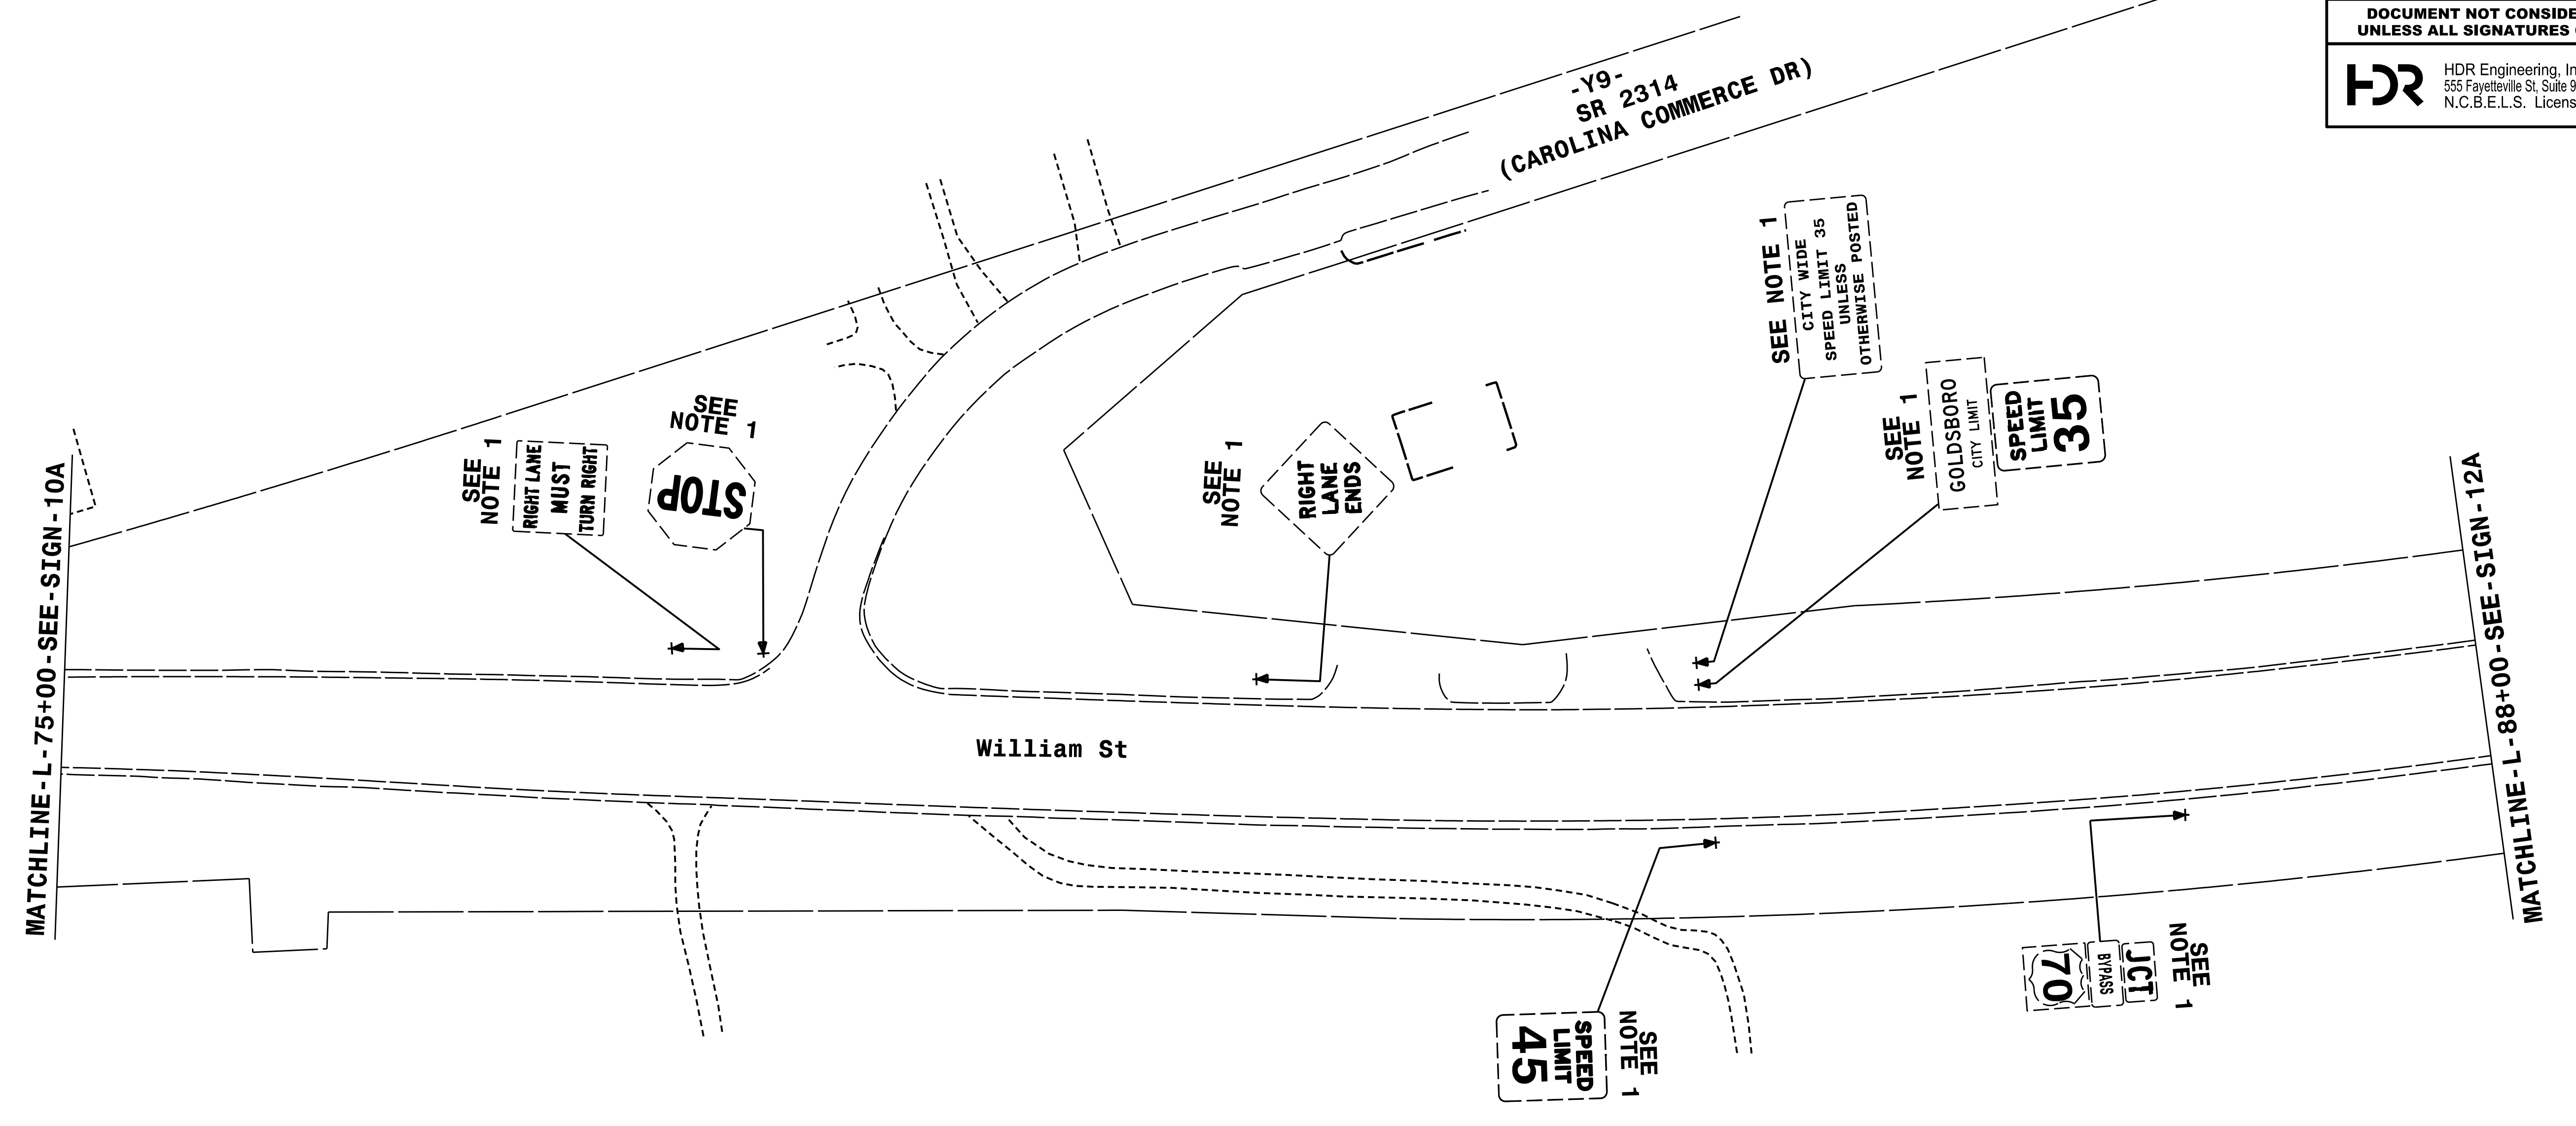 DOCUMENT NOT CONSIDE
UNLESS ALL SIGNATURES
HDR
HDR Engineering, In
555 Fayetteville St, Suite 9
N.C.B.E.L.S. Licens
-Y9-
SR 2314
(CAROLINA COMMERCE DR)
SEE NOTE 1
CITY WIDE
SPEED LIMIT 35
UNLESS
OTHERWISE POSTED
SEE
NOTE 1
GOLDSBORO
CITY LIMIT
SPEED
LIMIT
35
SEE
NOTE 1
RIGHT LANE
MUST
TURN RIGHT
SEE
NOTE 1
STOP
SEE
NOTE 1
RIGHT
LANE
ENDS
MATCHLINE-L-75+00-SEE-SIGN-10A
MATCHLINE-L-88+00-SEE-SIGN-12A
William St
SEE
NOTE 1
JCT
BYPASS
70
SEE
NOTE 1
SPEED
LIMIT
45